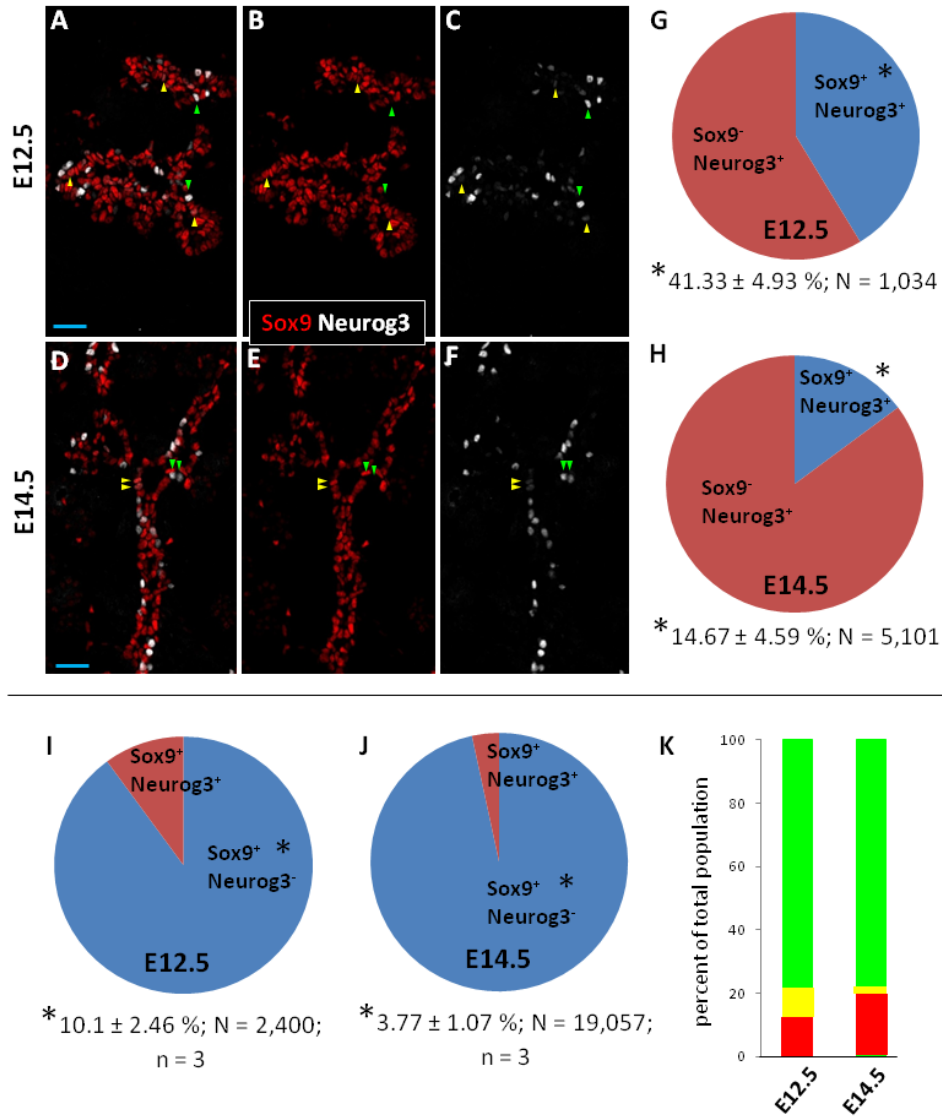 A
B
C
E12.5
Sox9 Neurog3
D
E
F
E14.5
G
Sox9⁺ *
Neurog3⁺
Sox9⁻
Neurog3⁺
E12.5
* 41.33 ± 4.93 %; N = 1,034
H
Sox9⁺ *
Neurog3⁺
Sox9⁻
Neurog3⁺
E14.5
* 14.67 ± 4.59 %; N = 5,101
I
Sox9⁺
Neurog3⁺
Sox9⁺ *
Neurog3⁻
E12.5
* 10.1 ± 2.46 %; N = 2,400;
n = 3
J
Sox9⁺
Neurog3⁺
Sox9⁺ *
Neurog3⁻
E14.5
* 3.77 ± 1.07 %; N = 19,057;
n = 3
K
percent of total population
100
80
60
40
20
0
E12.5
E14.5